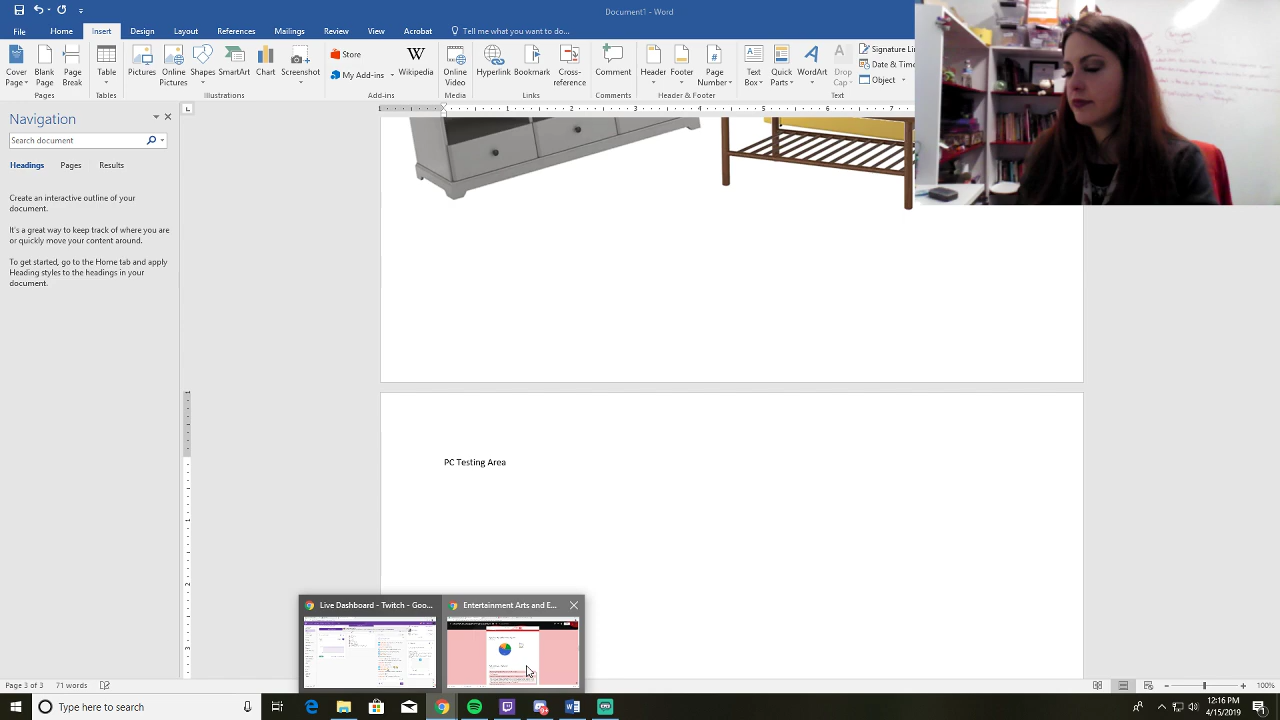 Document1 - Word
File Home Insert Design Layout References Mailings Review View Acrobat Tell me what you want to do...
Cover Page Blank Page Page Break
Pages
Table
Tables
Pictures Online Pictures Shapes SmartArt Chart Screenshot
Illustrations
Store
My Add-ins
Wikipedia
Add-ins
Online Video
Media
Hyperlink Bookmark Cross-reference
Links
Comment
Comments
Header Footer Page Number
Header & Footer
Text Box Quick Parts WordArt Drop Cap
Signature Li
Date & Time
Object
Text
Navigation
Search document
Headings Pages Results
Create an interactive outline of your
document.
It's a great way to keep track of where you are
or quickly move your content around.
To get started, go to the Home tab and apply
Heading styles to the headings in your
document.
PC Testing Area
Live Dashboard - Twitch - Goo...
Entertainment Arts and E...
Page 3 of 3
Type here to search
12:16 PM
4/15/2019